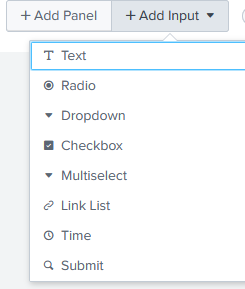 + Add Panel
+ Add Input
Text
Radio
Dropdown
Checkbox
Multiselect
Link List
Time
Submit